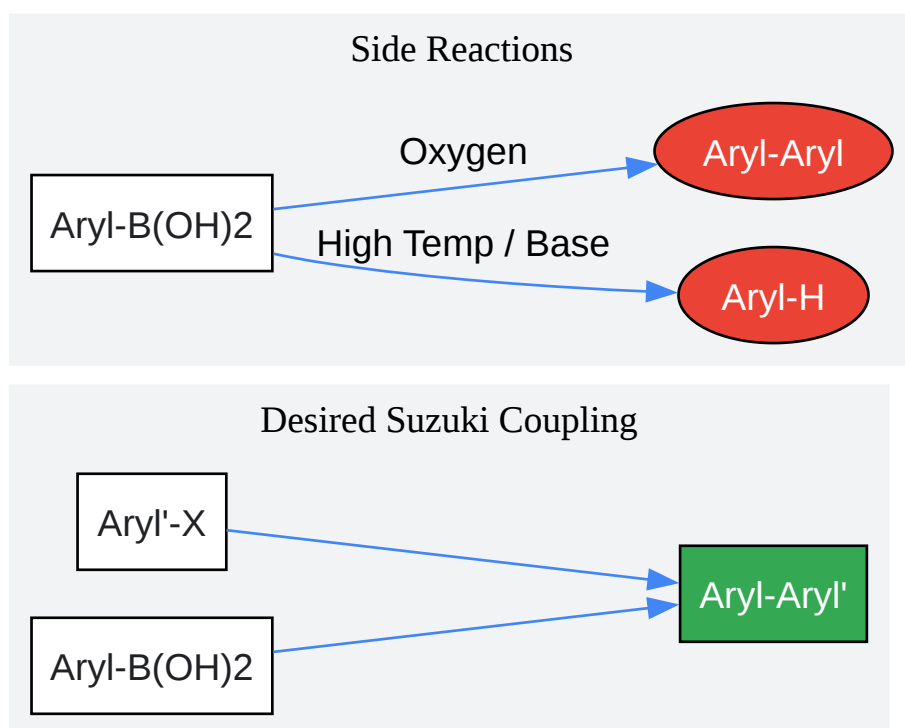 Side Reactions
Oxygen
Aryl-Aryl
Aryl-B(OH)2
High Temp / Base
Aryl-H
Desired Suzuki Coupling
Aryl'-X
Aryl-Aryl'
Aryl-B(OH)2